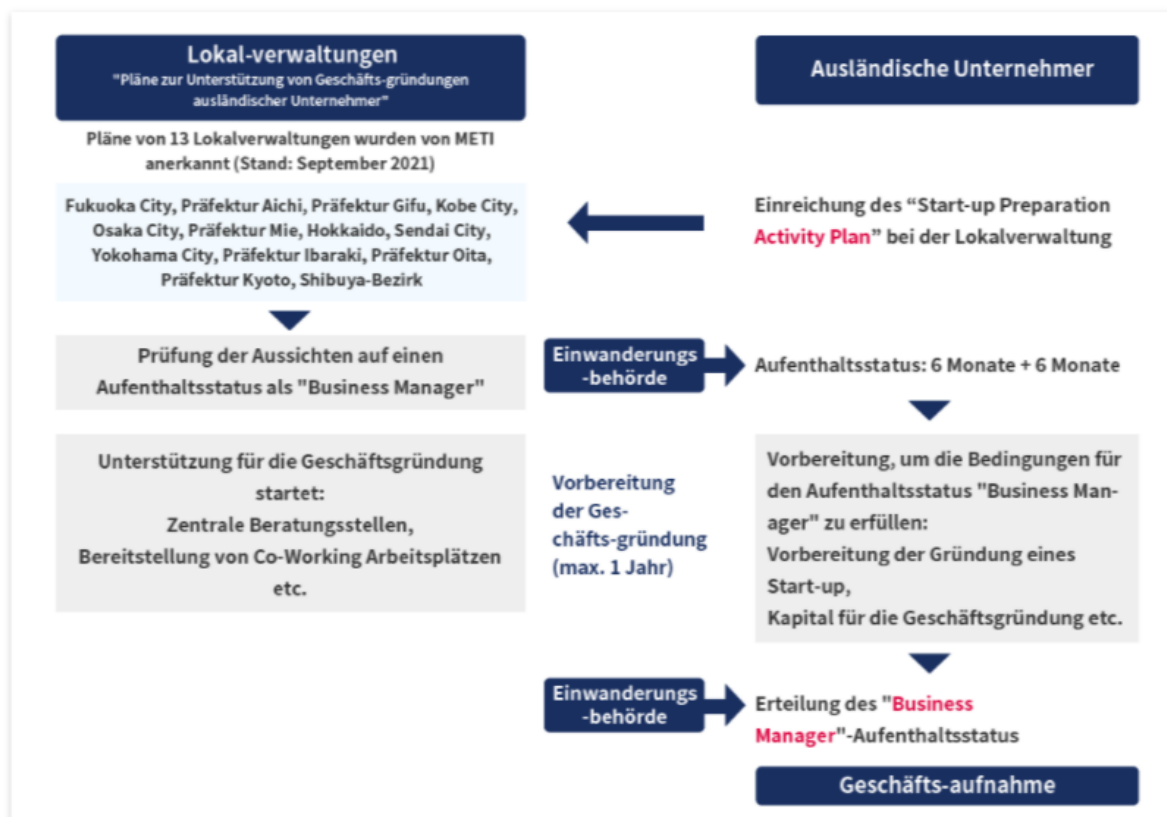 Lokal-verwaltungen
"Pläne zur Unterstützung von Geschäfts-gründungen
ausländischer Unternehmer"
Ausländische Unternehmer
Pläne von 13 Lokalverwaltungen wurden von METI
anerkannt (Stand: September 2021)
Fukuoka City, Präfektur Aichi, Präfektur Gifu, Kobe City,
Osaka City, Präfektur Mie, Hokkaido, Sendai City,
Yokohama City, Präfektur Ibaraki, Präfektur Oita,
Präfektur Kyoto, Shibuya-Bezirk
Einreichung des “Start-up Preparation
Activity Plan” bei der Lokalverwaltung
Prüfung der Aussichten auf einen
Aufenthaltsstatus als "Business Manager"
Einwanderungs
-behörde
Aufenthaltsstatus: 6 Monate + 6 Monate
Unterstützung für die Geschäftsgründung
startet:
Zentrale Beratungsstellen,
Bereitstellung von Co-Working Arbeitsplätzen
etc.
Vorbereitung
der Ges-
chäfts-gründung
(max. 1 Jahr)
Vorbereitung, um die Bedingungen für
den Aufenthaltsstatus "Business Man-
ager" zu erfüllen:
Vorbereitung der Gründung eines
Start-up,
Kapital für die Geschäftsgründung etc.
Einwanderungs
-behörde
Erteilung des "Business
Manager"-Aufenthaltsstatus
Geschäfts-aufnahme